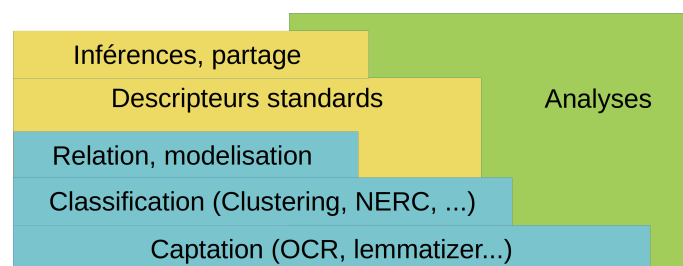 Inférences, partage
Descripteurs standards
Analyses
Relation, modelisation
Classification (Clustering, NERC, ...)
Captation (OCR, lemmatizer...)